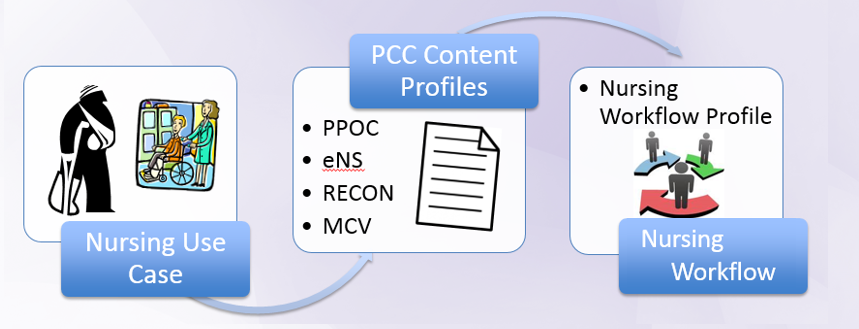 Nursing Use
Case
PCC Content
Profiles
• PPOC
• eNS
• RECON
• MCV
• Nursing
Workflow Profile
Nursing
Workflow